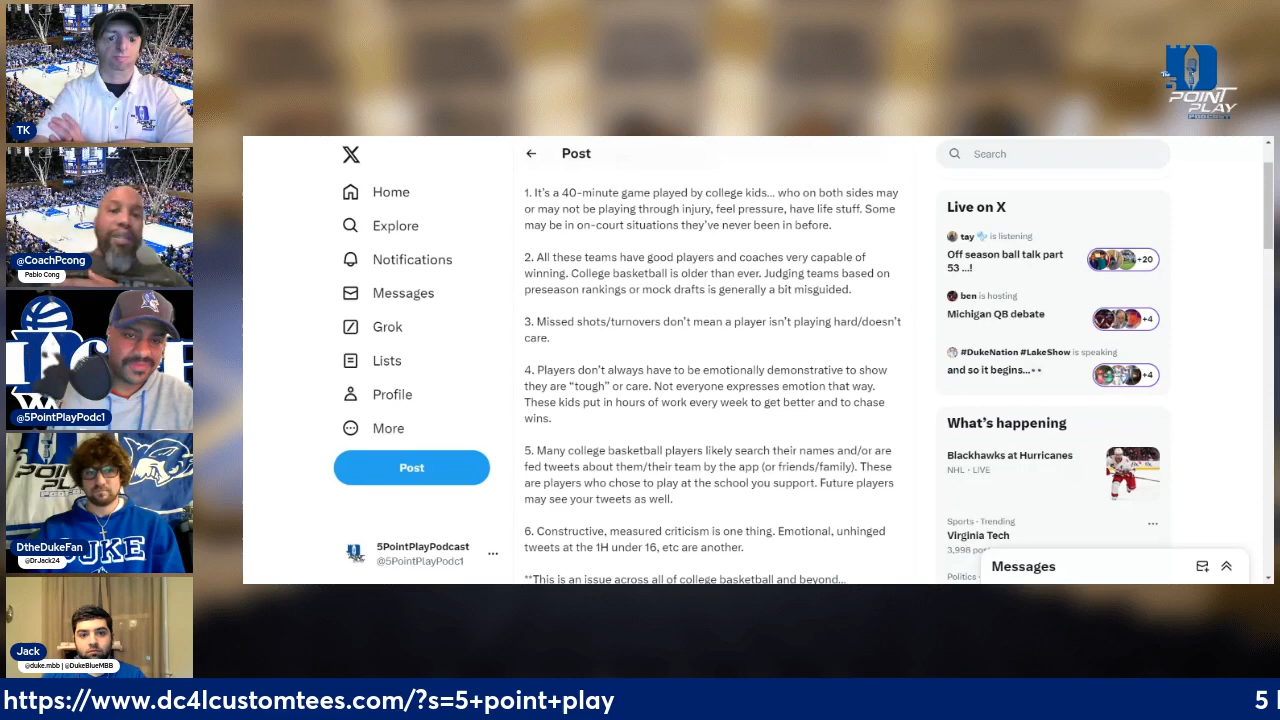 TK
@CoachPcong
Pablo Cong
@5PointPlayPodc1
DtheDukeFan
@DrJack24
DUKE
Jack
@duke.mbb | @DukeBlueMBB
The 5
POINT
PLAY
PODCAST
Home
Explore
Notifications
Messages
Grok
Lists
Profile
More
Post
5PointPlayPodcast
@5PointPlayPodc1
Post
1. It's a 40-minute game played by college kids... who on both sides may
or may not be playing through injury, feel pressure, have life stuff. Some
may be in on-court situations they've never been in before.
2. All these teams have good players and coaches very capable of
winning. College basketball is older than ever. Judging teams based on
preseason rankings or mock drafts is generally a bit misguided.
3. Missed shots/turnovers don't mean a player isn't playing hard/doesn't
care.
4. Players don't always have to be emotionally demonstrative to show
they are "tough" or care. Not everyone expresses emotion that way.
These kids put in hours of work every week to get better and to chase
wins.
5. Many college basketball players likely search their names and/or are
fed tweets about them/their team by the app (or friends/family). These
are players who chose to play at the school you support. Future players
may see your tweets as well.
6. Constructive, measured criticism is one thing. Emotional, unhinged
tweets at the 1H under 16, etc are another.
**This is an issue across all of college basketball and beyond...
Search
Live on X
tay is listening
Off season ball talk part
53 ...!
+20
ben is hosting
Michigan QB debate
+4
#DukeNation #LakeShow is speaking
and so it begins...
+4
What's happening
Blackhawks at Hurricanes
NHL · LIVE
Sports · Trending
Virginia Tech
3,998 pos
Politics ·
Messages
https://www.dc4lcustomtees.com/?s=5+point+play
5